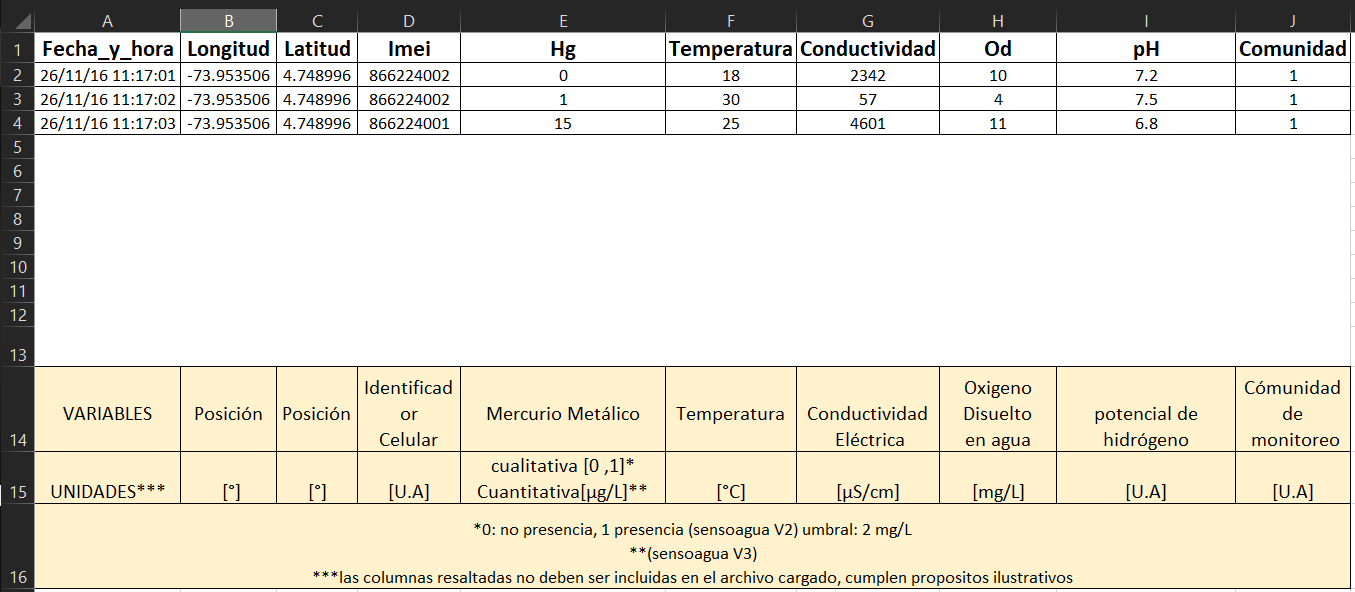 A B C D E F G H I J
1 Fecha_y_hora Longitud Latitud Imei Hg Temperatura Conductividad Od pH Comunidad
2 26/11/16 11:17:01 -73.953506 4.748996 866224002 0 18 2342 10 7.2 1
3 26/11/16 11:17:02 -73.953506 4.748996 866224002 1 30 57 4 7.5 1
4 26/11/16 11:17:03 -73.953506 4.748996 866224001 15 25 4601 11 6.8 1
5
6
7
8
9
10
11
12
13
14 VARIABLES Posición Posición Identificad
or
Celular Mercurio Metálico Temperatura Conductividad
Eléctrica Oxigeno
Disuelto
en agua potencial de
hidrógeno Cómunidad
de
monitoreo
15 UNIDADES*** [°] [°] [U.A] cualitativa [0 ,1]*
Cuantitativa[µg/L]** [°C] [µS/cm] [mg/L] [U.A] [U.A]
*0: no presencia, 1 presencia (sensoagua V2) umbral: 2 mg/L
**(sensoagua V3)
16 ***las columnas resaltadas no deben ser incluidas en el archivo cargado, cumplen propositos ilustrativos